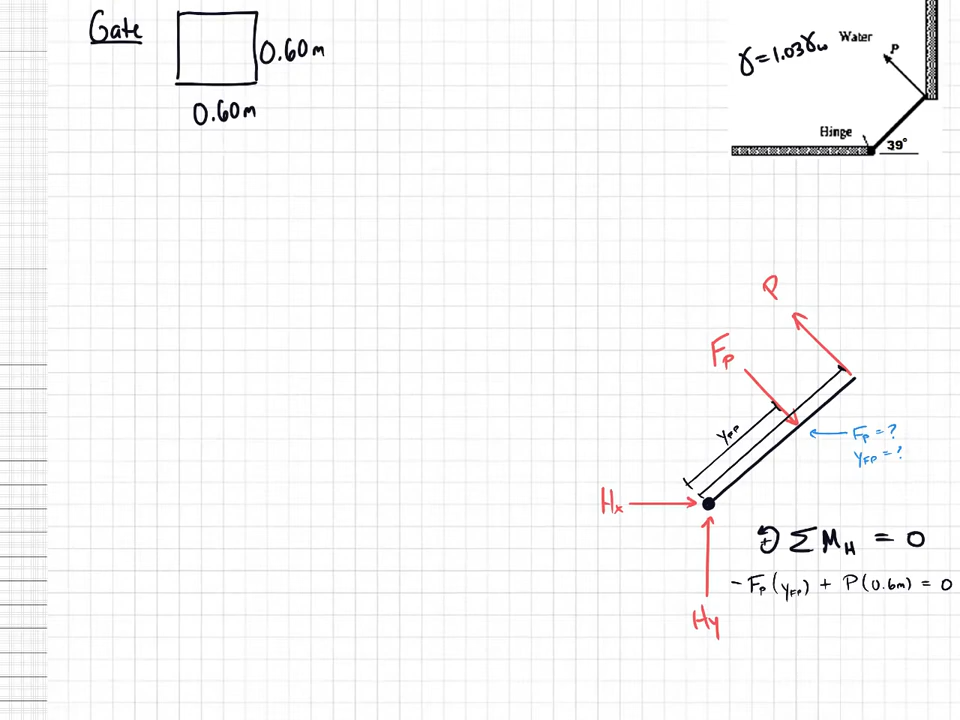 Gate
0.60m
0.60m
γ = 1.03γw
Water
P
Hinge
39°
P
Fp
yFP
Fp = ?
yFP = ?
Hx
Hy
+ ΣMH = 0
- Fp(yFP) + P(0.6m) = 0